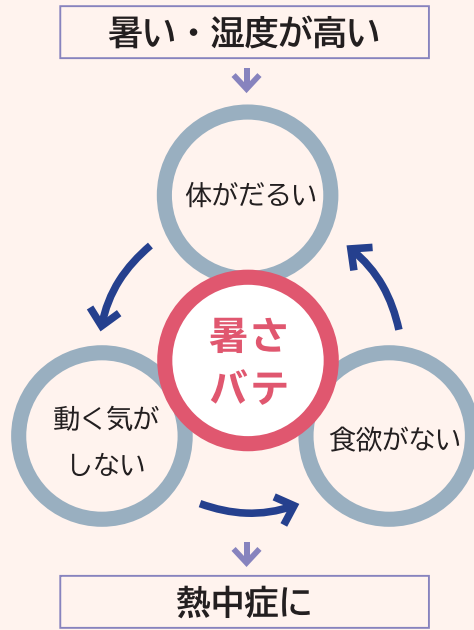 暑い・湿度が高い
体がだるい
暑さ
バテ
動く気が
しない
食欲がない
熱中症に